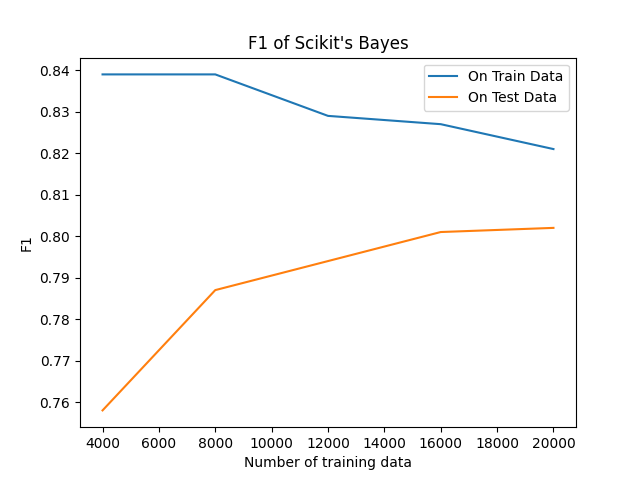 F1 of Scikit's Bayes
On Train Data
On Test Data
0.84
0.83
0.82
0.81
0.80
0.79
0.78
0.77
0.76
F1
4000 6000 8000 10000 12000 14000 16000 18000 20000
Number of training data